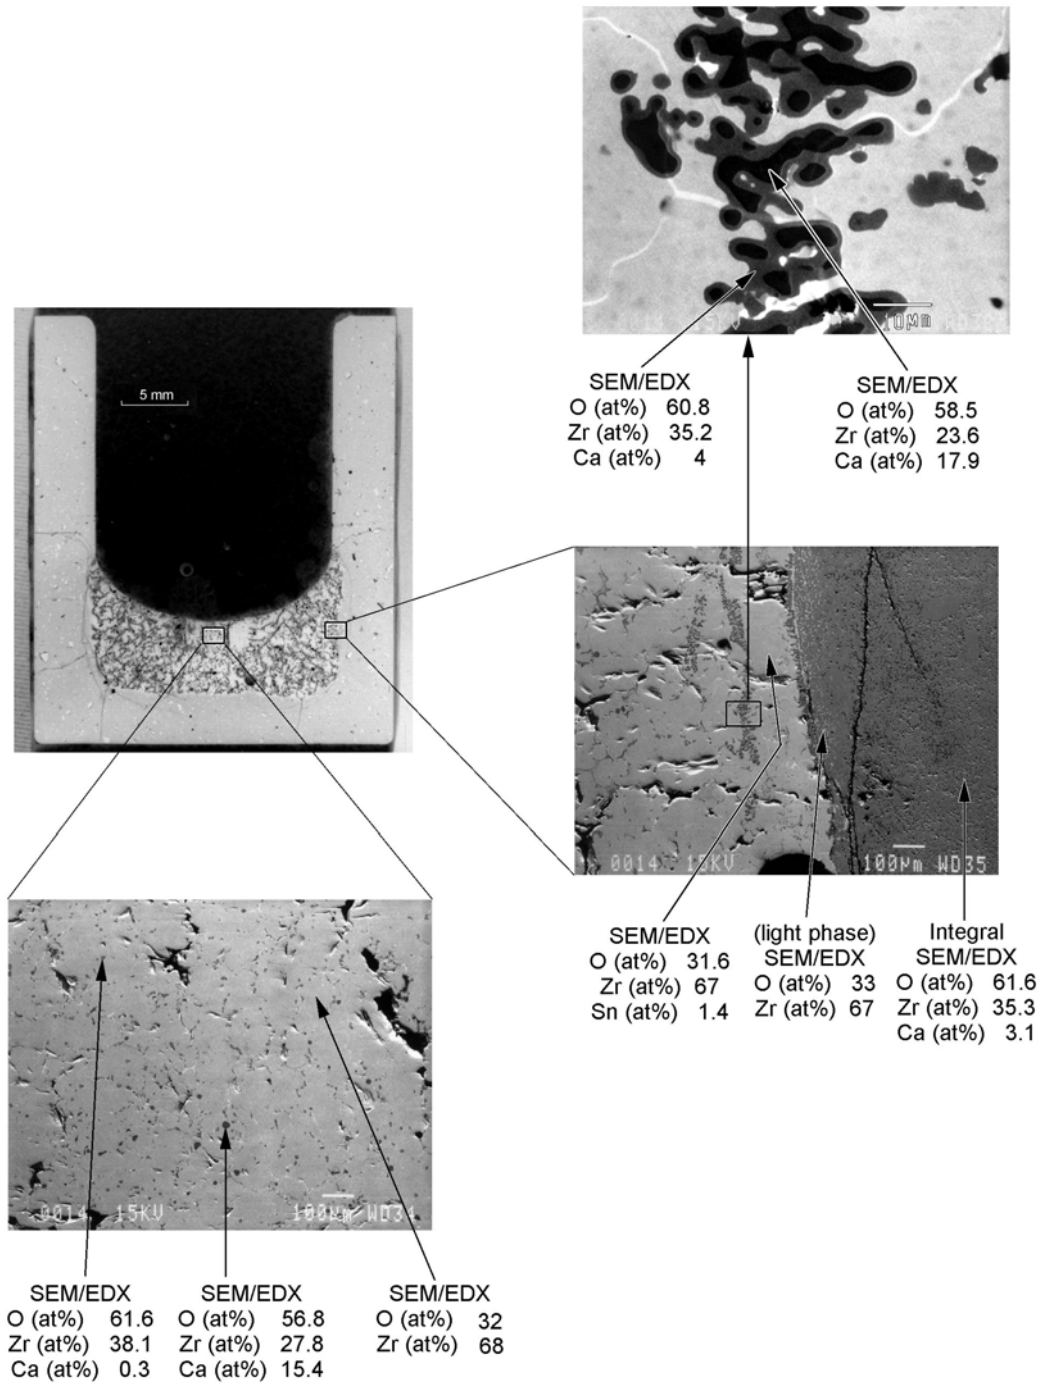 10µm
SEM/EDX
O (at%) 60.8
Zr (at%) 35.2
Ca (at%) 4
SEM/EDX
O (at%) 58.5
Zr (at%) 23.6
Ca (at%) 17.9
5 mm
0014 15KV 100µm WD35
SEM/EDX
O (at%) 31.6
Zr (at%) 67
Sn (at%) 1.4
(light phase)
SEM/EDX
O (at%) 33
Zr (at%) 67
Integral
SEM/EDX
O (at%) 61.6
Zr (at%) 35.3
Ca (at%) 3.1
0014 15KV 100µm WD34
SEM/EDX
O (at%) 61.6
Zr (at%) 38.1
Ca (at%) 0.3
SEM/EDX
O (at%) 56.8
Zr (at%) 27.8
Ca (at%) 15.4
SEM/EDX
O (at%) 32
Zr (at%) 68